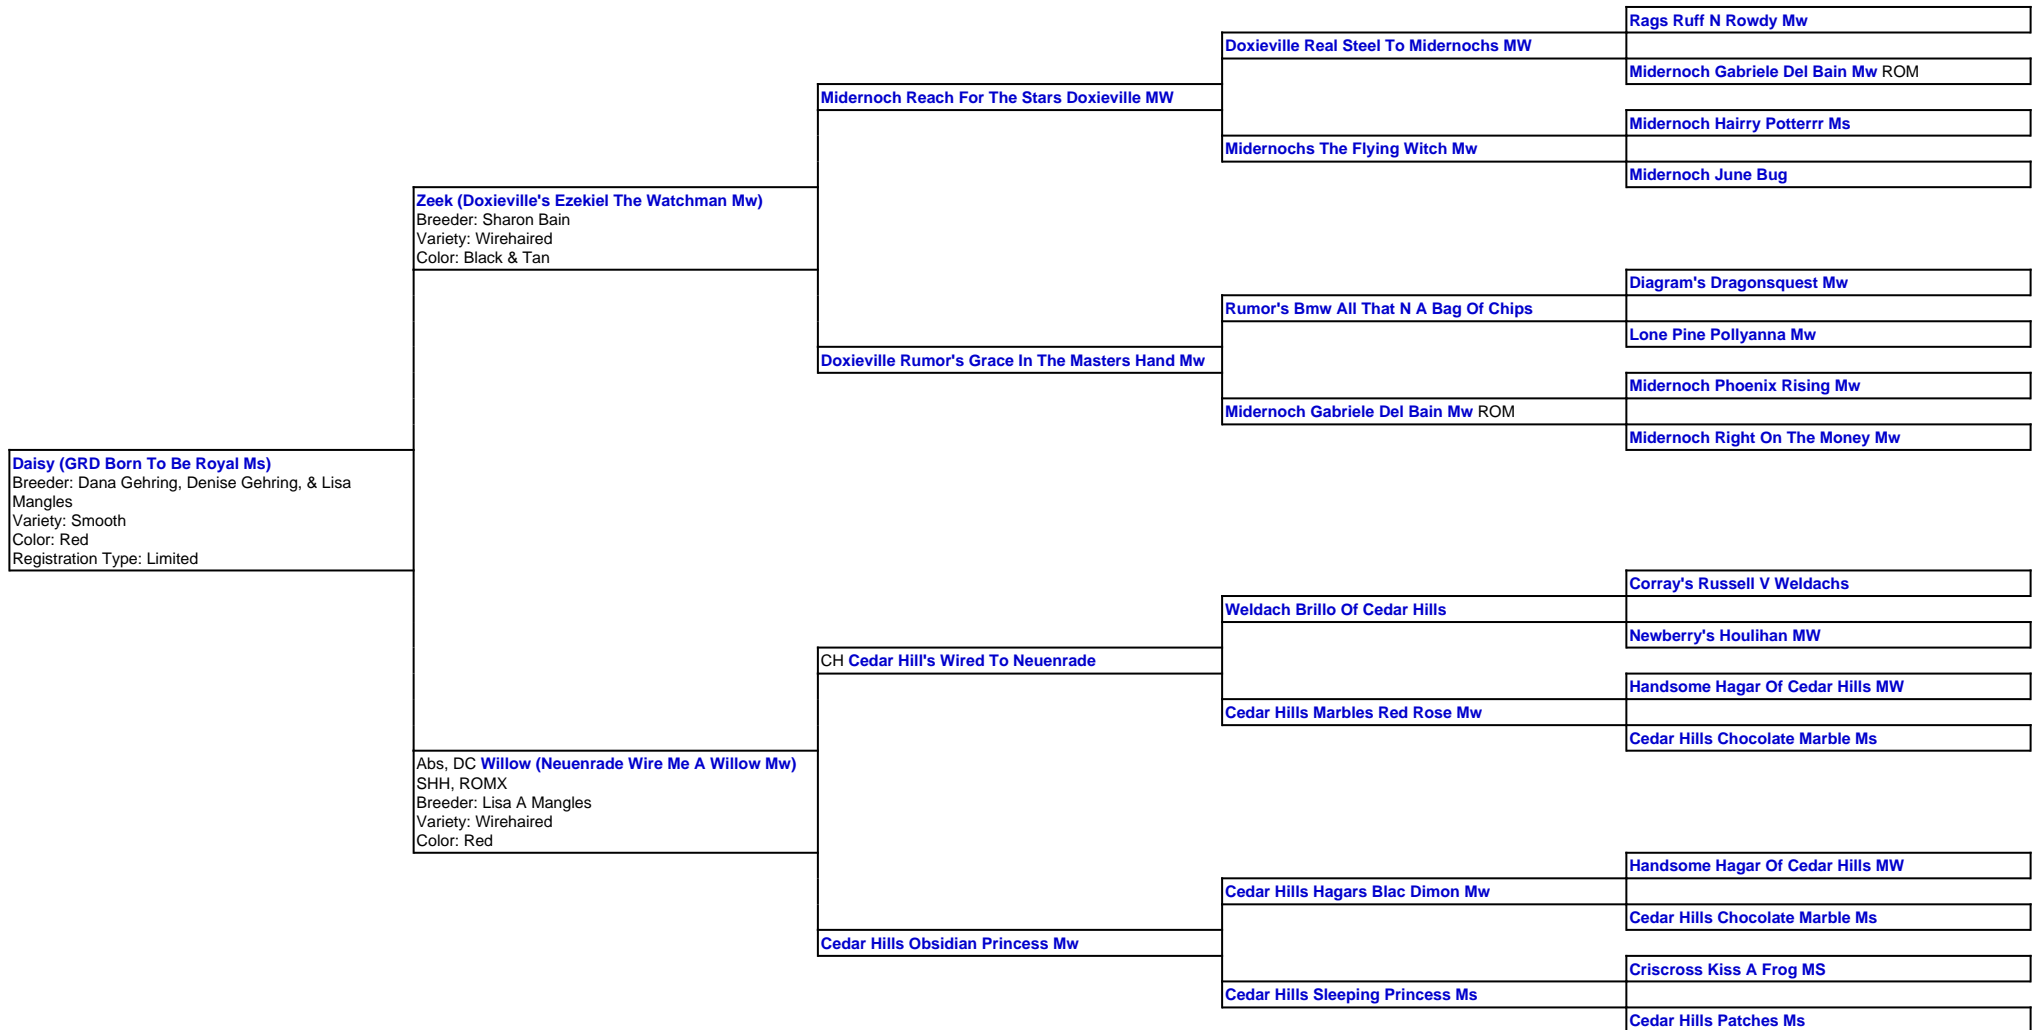 Rags Ruff N Rowdy Mw
Doxieville Real Steel To Midernochs MW
Midernoch Gabriele Del Bain Mw ROM
Midernoch Reach For The Stars Doxieville MW
Midernoch Hairry Potterrr Ms
Midernochs The Flying Witch Mw
Midernoch June Bug
Zeek (Doxieville's Ezekiel The Watchman Mw)
Breeder: Sharon Bain
Variety: Wirehaired
Color: Black & Tan
Diagram's Dragonsquest Mw
Rumor's Bmw All That N A Bag Of Chips
Lone Pine Pollyanna Mw
Doxieville Rumor's Grace In The Masters Hand Mw
Midernoch Phoenix Rising Mw
Midernoch Gabriele Del Bain Mw ROM
Midernoch Right On The Money Mw
Daisy (GRD Born To Be Royal Ms)
Breeder: Dana Gehring, Denise Gehring, & Lisa
Mangles
Variety: Smooth
Color: Red
Registration Type: Limited
Corray's Russell V Weldachs
Weldach Brillo Of Cedar Hills
Newberry's Houlihan MW
CH Cedar Hill's Wired To Neuenrade
Handsome Hagar Of Cedar Hills MW
Cedar Hills Marbles Red Rose Mw
Cedar Hills Chocolate Marble Ms
Abs, DC Willow (Neuenrade Wire Me A Willow Mw)
SHH, ROMX
Breeder: Lisa A Mangles
Variety: Wirehaired
Color: Red
Handsome Hagar Of Cedar Hills MW
Cedar Hills Hagars Blac Dimon Mw
Cedar Hills Chocolate Marble Ms
Cedar Hills Obsidian Princess Mw
Criscross Kiss A Frog MS
Cedar Hills Sleeping Princess Ms
Cedar Hills Patches Ms